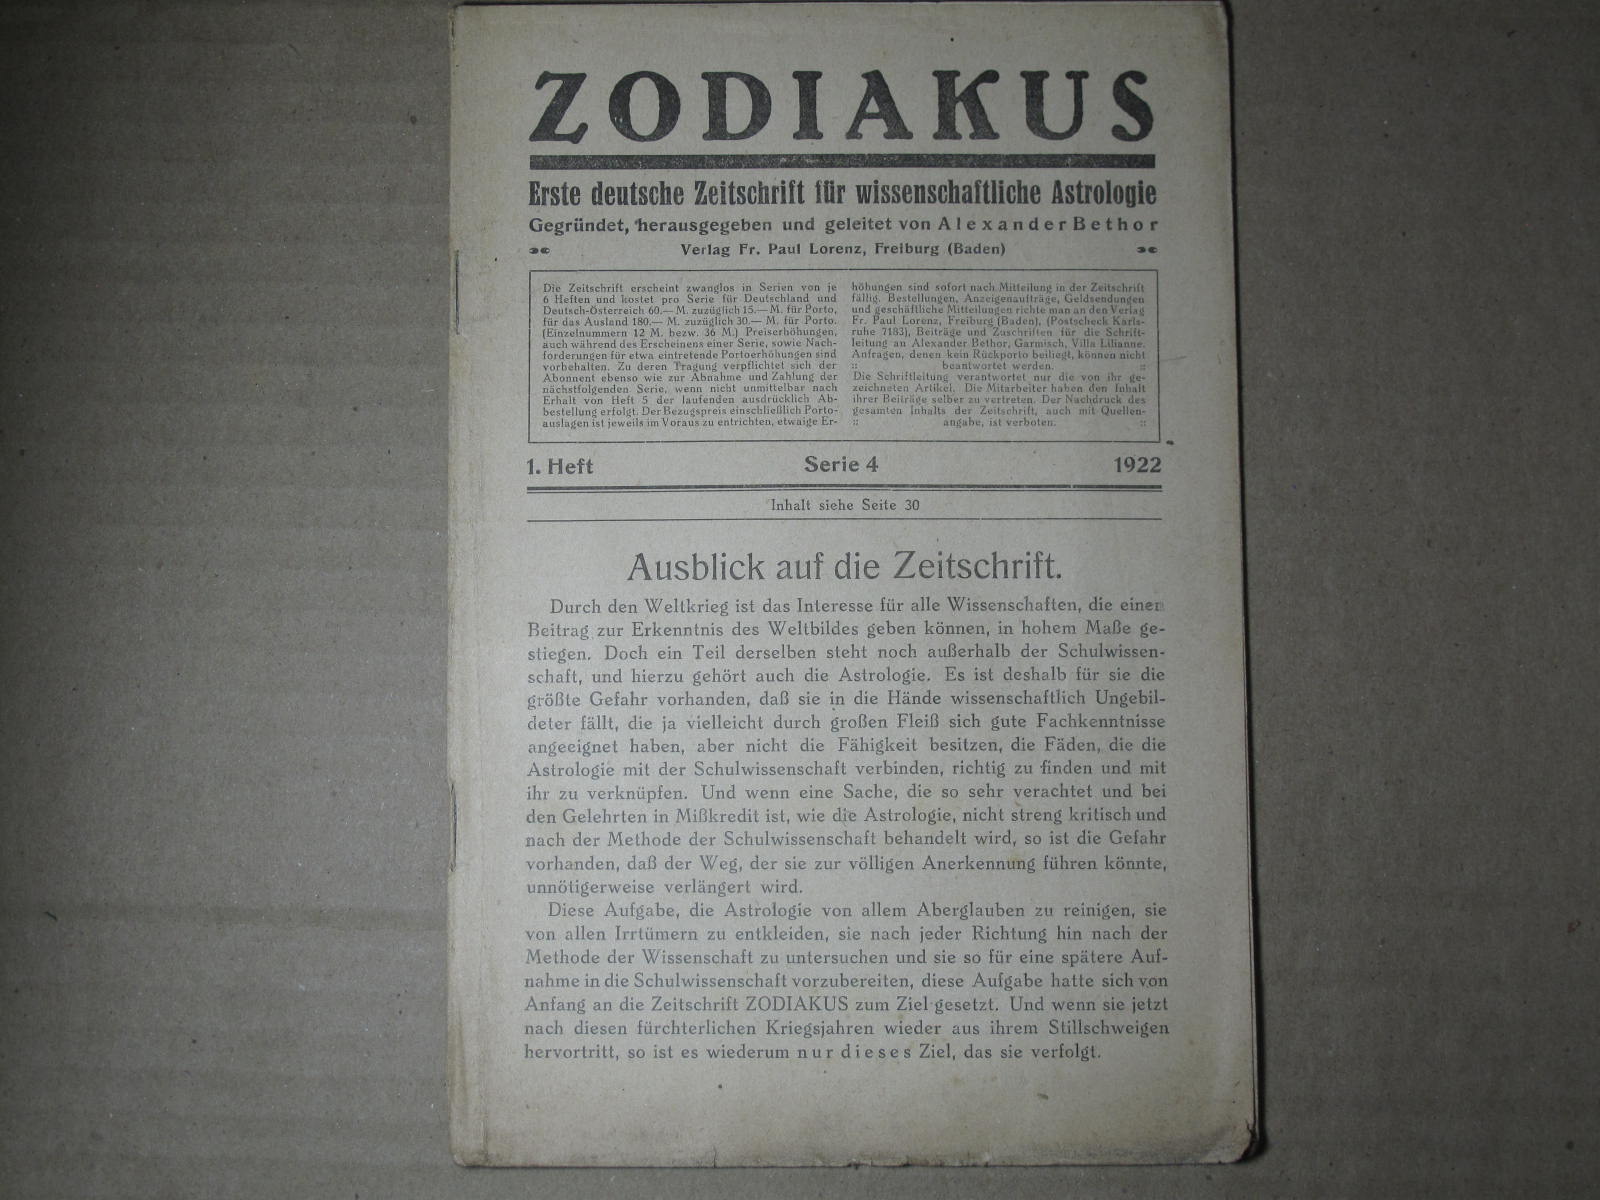 ZODIAKUS
Erste deutsche Zeitschrift für wissenschaftliche Astrologie
Gegründet, herausgegeben und geleitet von Alexander Bethor
Verlag Fr. Paul Lorenz, Freiburg (Baden)
Die Zeitschrift erscheint zwanglos in Serien von je
6 Heften und kostet pro Serie für Deutschland und
Deutsch-Österreich 60.— M. zuzüglich 15.— M. für Porto,
für das Ausland 180.— M. zuzüglich 30.— M. für Porto.
(Einzelnummern 12 M. bezw. 36 M.) Preiserhöhungen,
auch während des Erscheinens einer Serie, sowie Nach-
forderungen für etwa eintretende Portoerhöhungen sind
vorbehalten. Zu deren Tragung verpflichtet sich der
Abonnent ebenso wie zur Abnahme und Zahlung der
nächstfolgenden Serie, wenn nicht unmittelbar nach
Erhalt von Heft 5 der laufenden ausdrücklich Ab-
bestellung erfolgt. Der Bezugspreis einschließlich Porto-
auslagen ist jeweils im Voraus zu entrichten, etwaige Er-
höhungen sind sofort nach Mitteilung in der Zeitschrift
fällig. Bestellungen, Anzeigenaufträge, Geldsendungen
und geschäftliche Mitteilungen richte man an den Verlag
Fr. Paul Lorenz, Freiburg (Baden), (Postscheck Karls-
ruhe 7183), Beiträge und Zuschriften für die Schrift-
leitung an Alexander Bethor, Garmisch, Villa Lilianne.
Anfragen, denen kein Rückporto beiliegt, können nicht
:: beantwortet werden. ::
Die Schriftleitung verantwortet nur die von ihr ge-
zeichneten Artikel. Die Mitarbeiter haben den Inhalt
ihrer Beiträge selber zu vertreten. Der Nachdruck des
gesamten Inhalts der Zeitschrift, auch mit Quellen-
:: angabe, ist verboten. ::
1. Heft Serie 4 1922
Inhalt siehe Seite 30
Ausblick auf die Zeitschrift.
Durch den Weltkrieg ist das Interesse für alle Wissenschaften, die einen
Beitrag zur Erkenntnis des Weltbildes geben können, in hohem Maße ge-
stiegen. Doch ein Teil derselben steht noch außerhalb der Schulwissen-
schaft, und hierzu gehört auch die Astrologie. Es ist deshalb für sie die
größte Gefahr vorhanden, daß sie in die Hände wissenschaftlich Ungebil-
deter fällt, die ja vielleicht durch großen Fleiß sich gute Fachkenntnisse
angeeignet haben, aber nicht die Fähigkeit besitzen, die Fäden, die die
Astrologie mit der Schulwissenschaft verbinden, richtig zu finden und mit
ihr zu verknüpfen. Und wenn eine Sache, die so sehr verachtet und bei
den Gelehrten in Mißkredit ist, wie die Astrologie, nicht streng kritisch und
nach der Methode der Schulwissenschaft behandelt wird, so ist die Gefahr
vorhanden, daß der Weg, der sie zur völligen Anerkennung führen könnte,
unnötigerweise verlängert wird.
Diese Aufgabe, die Astrologie von allem Aberglauben zu reinigen, sie
von allen Irrtümern zu entkleiden, sie nach jeder Richtung hin nach der
Methode der Wissenschaft zu untersuchen und sie so für eine spätere Auf-
nahme in die Schulwissenschaft vorzubereiten, diese Aufgabe hatte sich von
Anfang an die Zeitschrift ZODIAKUS zum Ziel gesetzt. Und wenn sie jetzt
nach diesen fürchterlichen Kriegsjahren wieder aus ihrem Stillschweigen
hervortritt, so ist es wiederum nur dieses Ziel, das sie verfolgt.